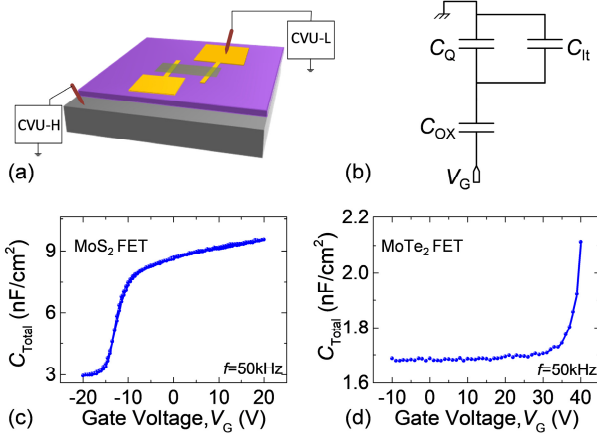 CVU-L
CVU-H
(a)
C_Q
C_It
C_OX
V_G
(b)
MoS₂ FET
C_Total (nF/cm²)
9
6
3
-20 -10 0 10 20
f=50kHz
Gate Voltage, V_G (V)
(c)
MoTe₂ FET
C_Total (nF/cm²)
2.2
2.0
1.8
1.6
-10 0 10 20 30 40
f=50kHz
Gate Voltage, V_G (V)
(d)